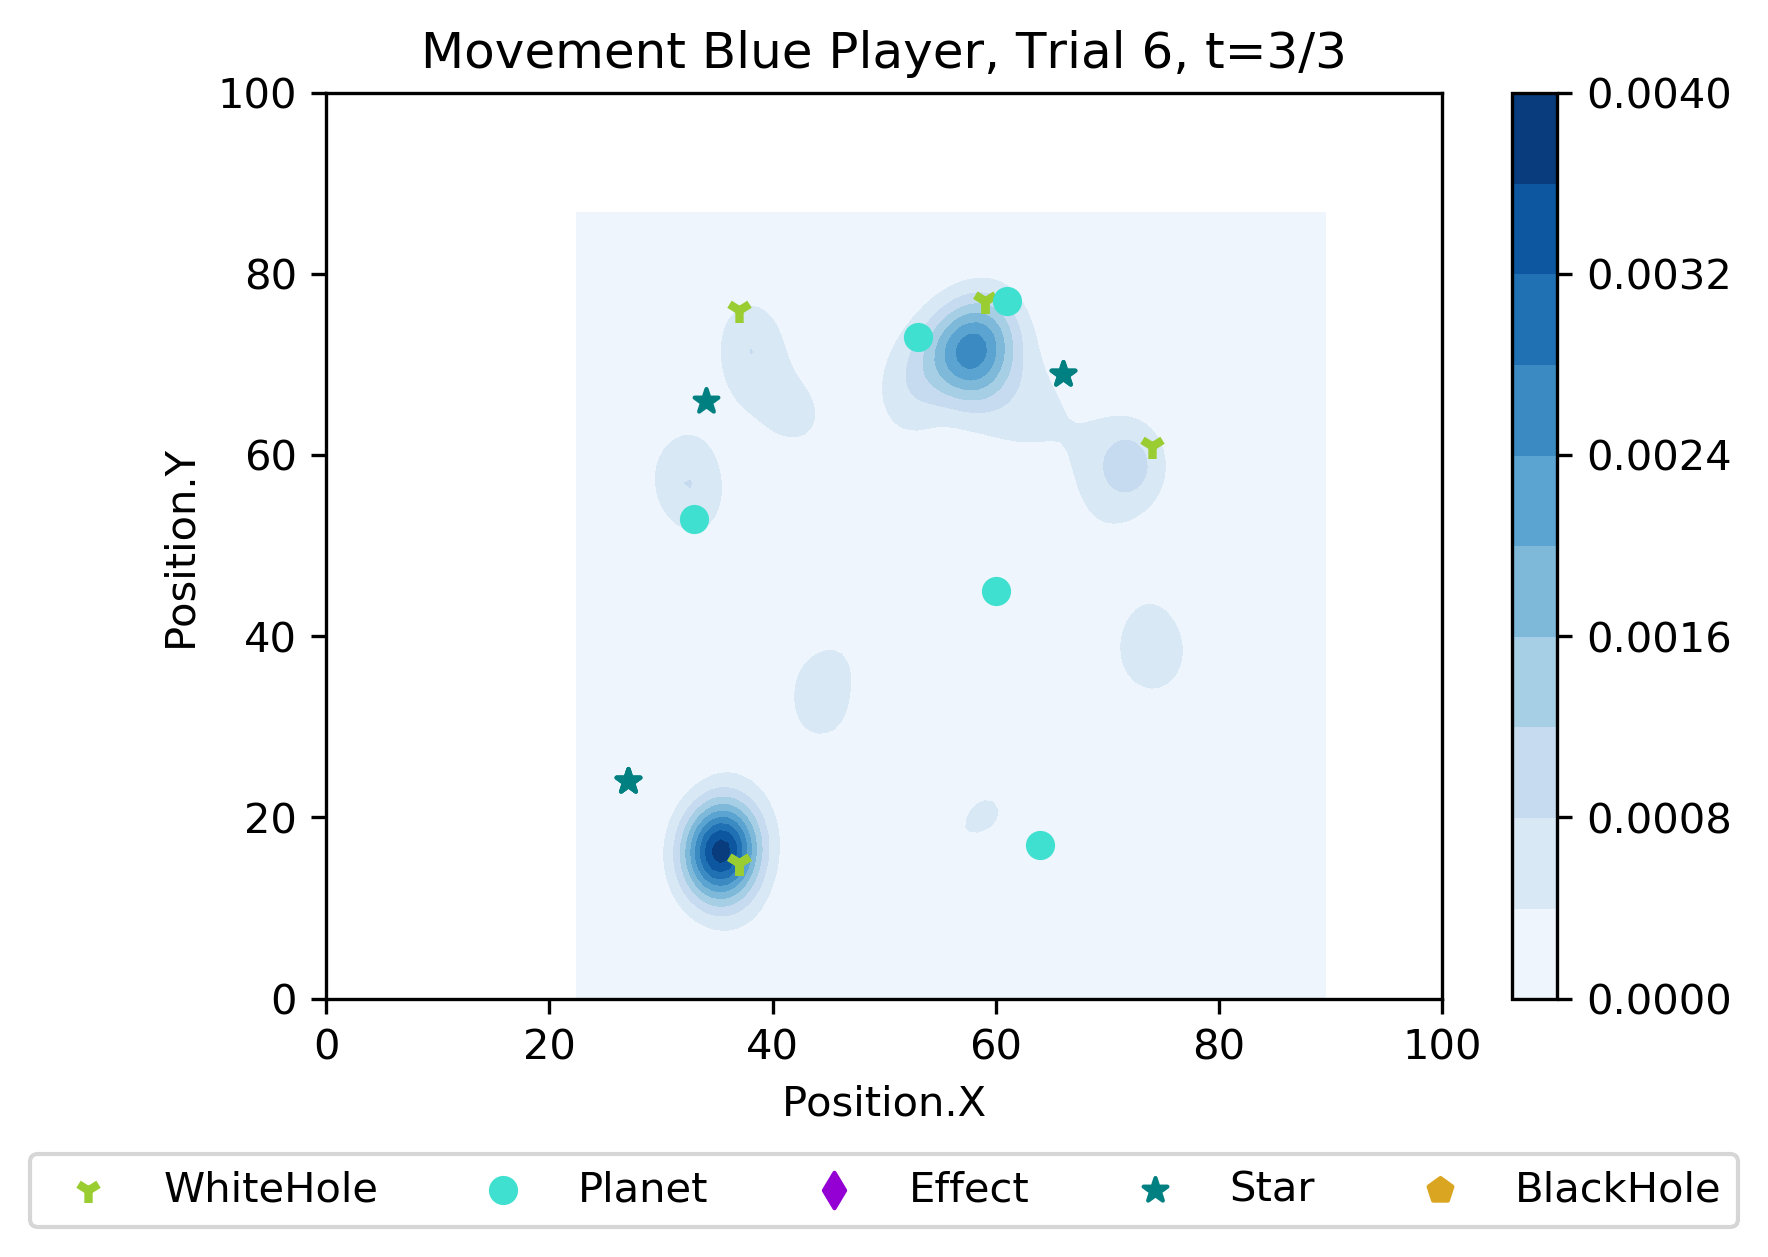 Movement Blue Player, Trial 6, t=3/3
100
80
60
40
20
0
Position.Y
0 20 40 60 80 100
Position.X
0.0040
0.0032
0.0024
0.0016
0.0008
0.0000
WhiteHole Planet Effect Star BlackHole